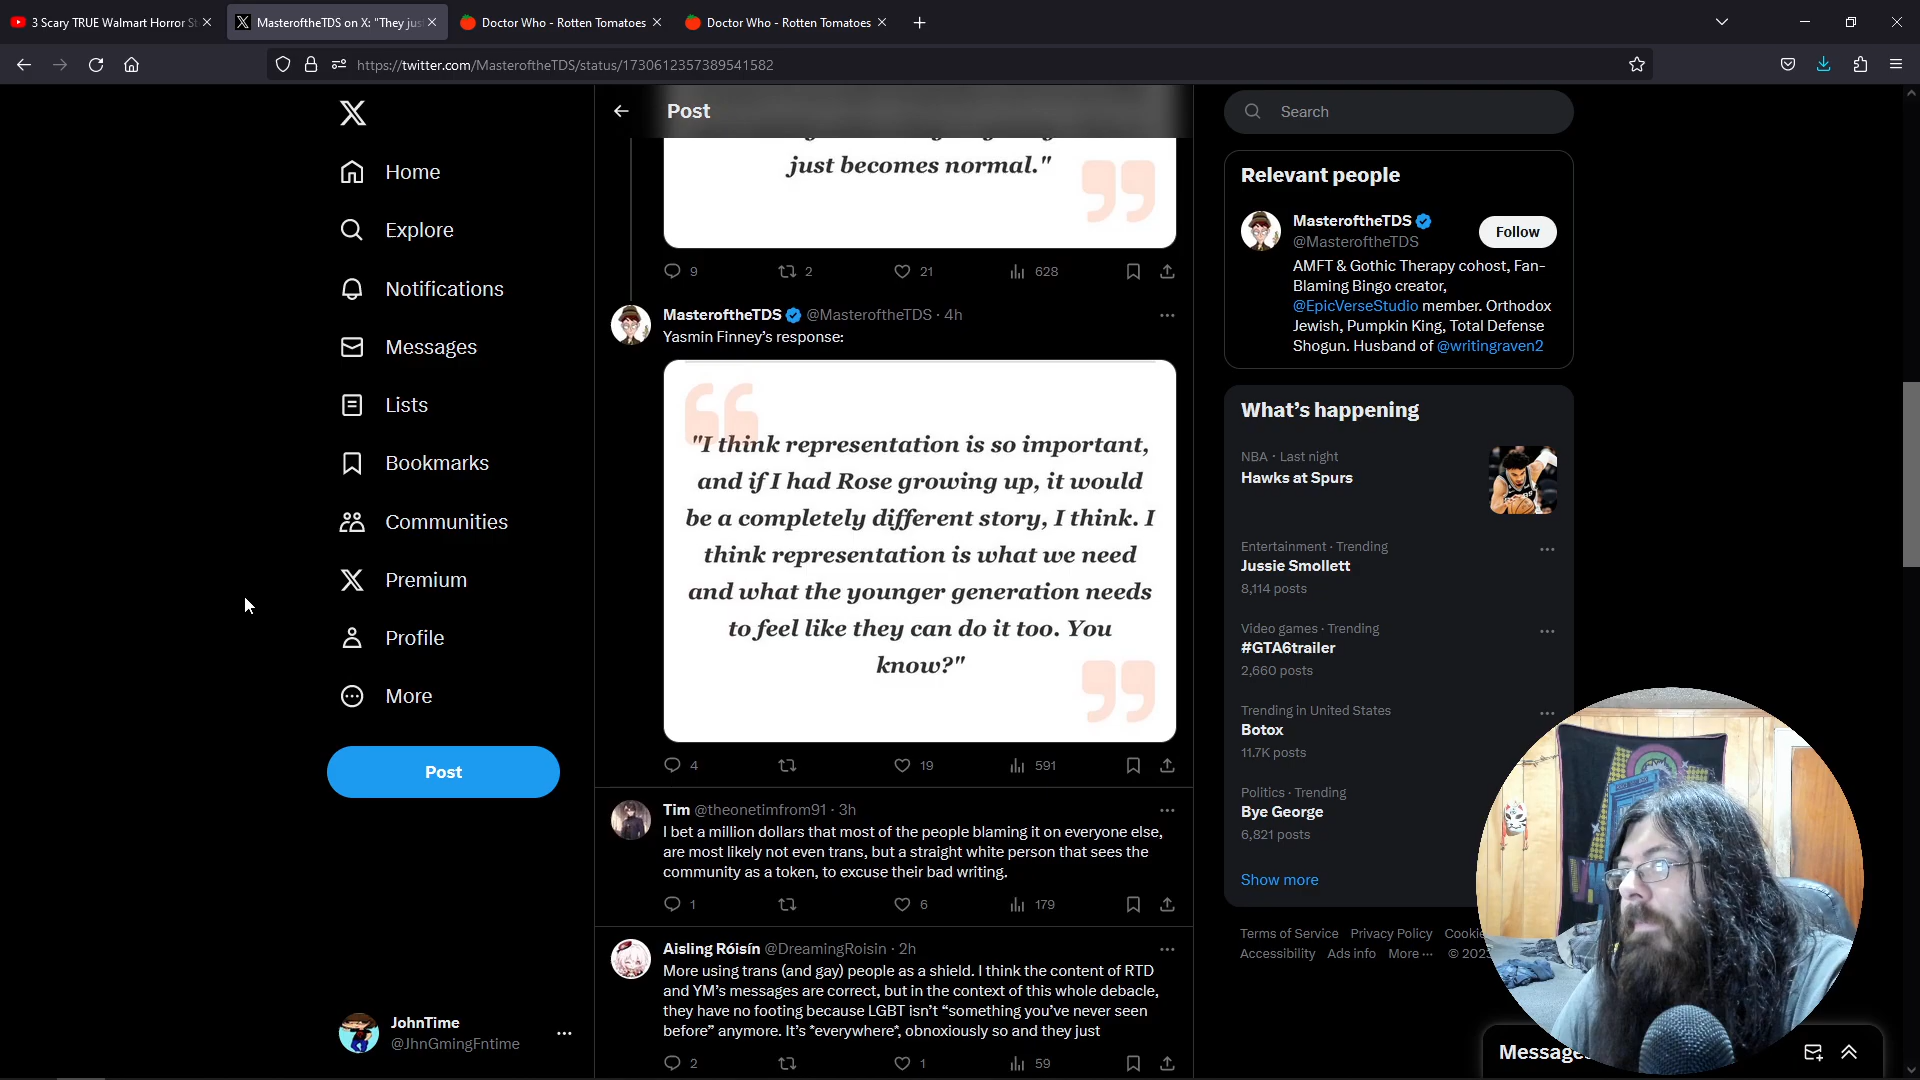 3 Scary TRUE Walmart Horror St
MasteroftheTDS on X: "They jus
Doctor Who - Rotten Tomatoes
Doctor Who - Rotten Tomatoes
https://twitter.com/MasteroftheTDS/status/1730612357389541582
Home
Explore
Notifications
Messages
Lists
Bookmarks
Communities
Premium
Profile
More
Post
JohnTime
@JhnGmingFntime
Post
just becomes normal."
9 2 21 628
MasteroftheTDS @MasteroftheTDS · 4h
Yasmin Finney's response:
"I think representation is so important,
and if I had Rose growing up, it would
be a completely different story, I think. I
think representation is what we need
and what the younger generation needs
to feel like they can do it too. You
know?"
4 19 591
Tim @theonetimfrom91 · 3h
I bet a million dollars that most of the people blaming it on everyone else,
are most likely not even trans, but a straight white person that sees the
community as a token, to excuse their bad writing.
1 6 179
Aisling Róisín @DreamingRoisin · 2h
More using trans (and gay) people as a shield. I think the content of RTD
and YM's messages are correct, but in the context of this whole debacle,
they have no footing because LGBT isn't "something you've never seen
before" anymore. It's *everywhere*, obnoxiously so and they just
2 1 59
Search
Relevant people
MasteroftheTDS
@MasteroftheTDS
Follow
AMFT & Gothic Therapy cohost, Fan-
Blaming Bingo creator,
@EpicVerseStudio member. Orthodox
Jewish, Pumpkin King, Total Defense
Shogun. Husband of @writingraven2
What's happening
NBA · Last night
Hawks at Spurs
Entertainment · Trending
Jussie Smollett
8,114 posts
Video games · Trending
#GTA6trailer
2,660 posts
Trending in United States
Botox
11.7K posts
Politics · Trending
Bye George
6,821 posts
Show more
Terms of Service Privacy Policy Cookie
Accessibility Ads info More ··· © 2023
Messages